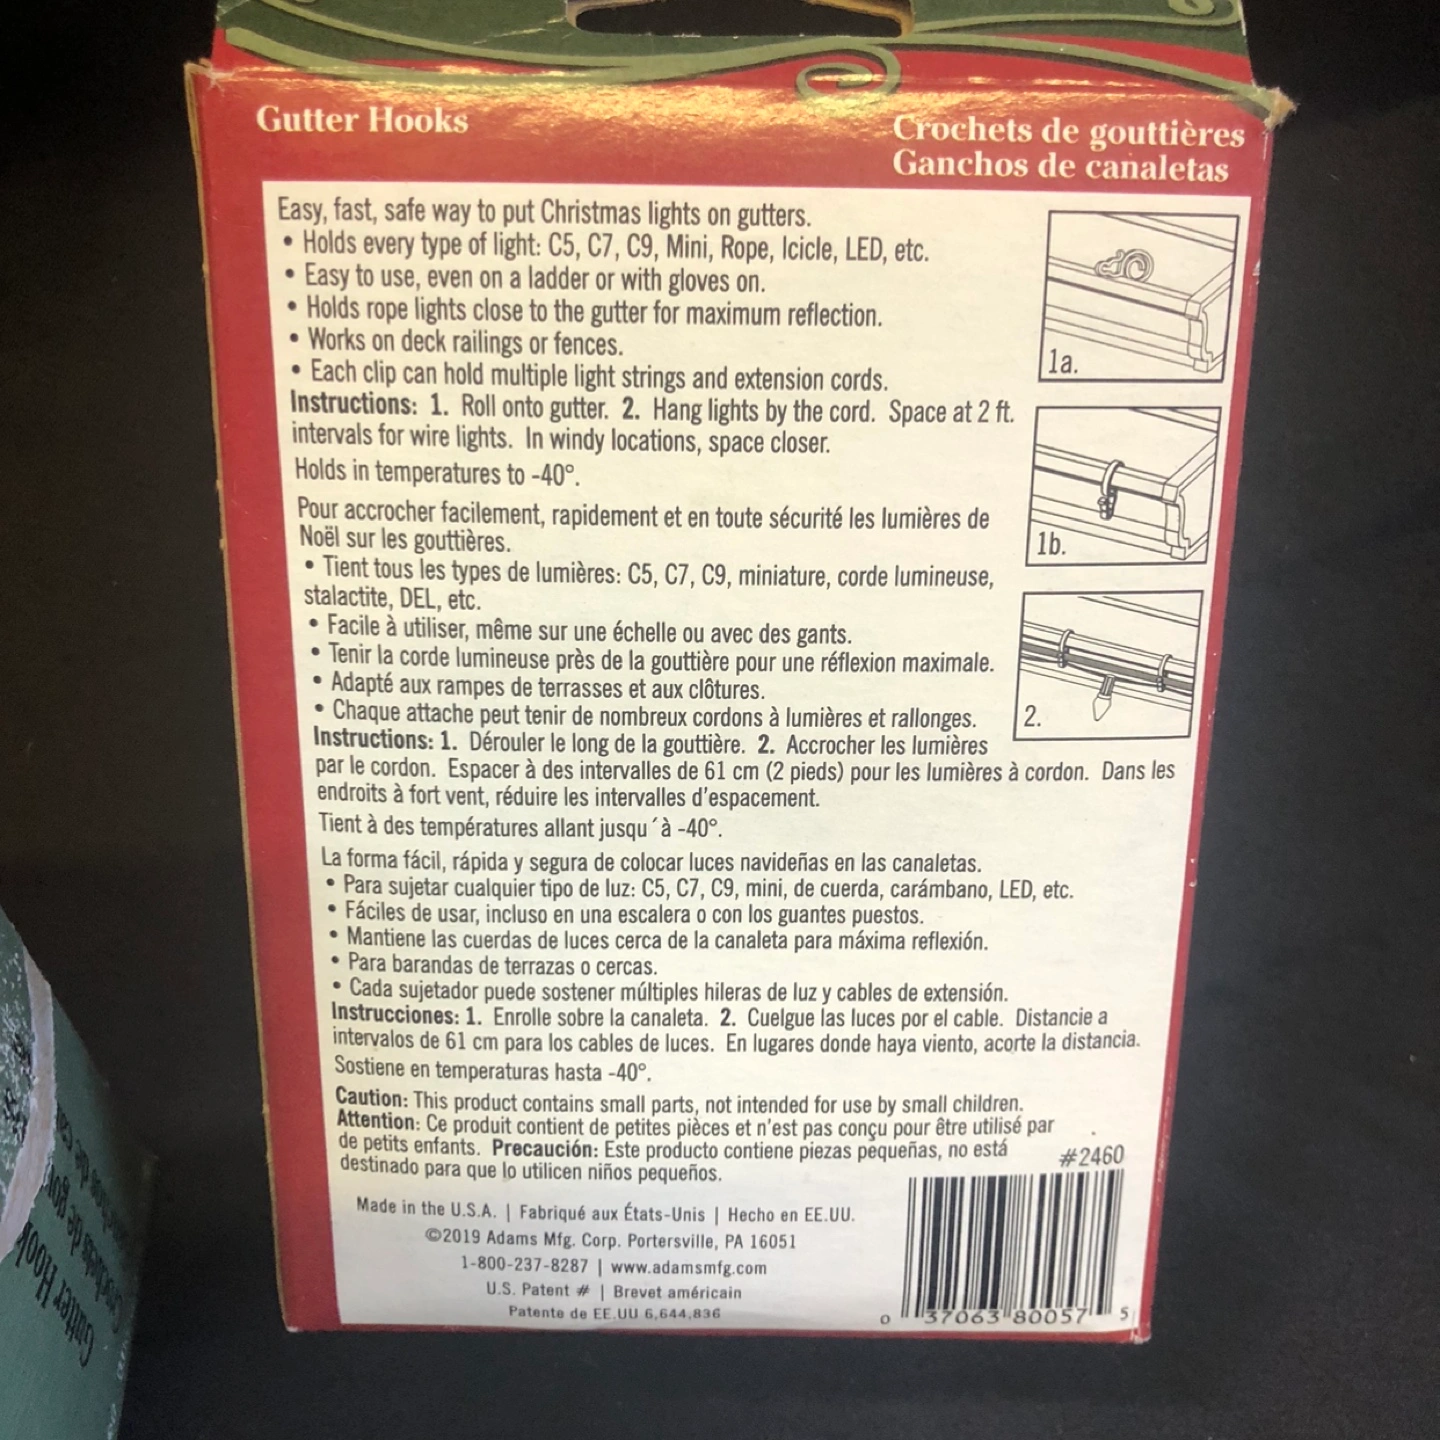 Gutter Hooks
Crochets de gouttières
Ganchos de canaletas
Easy, fast, safe way to put Christmas lights on gutters.
• Holds every type of light: C5, C7, C9, Mini, Rope, Icicle, LED, etc.
• Easy to use, even on a ladder or with gloves on.
• Holds rope lights close to the gutter for maximum reflection.
• Works on deck railings or fences.
• Each clip can hold multiple light strings and extension cords.
Instructions: 1. Roll onto gutter. 2. Hang lights by the cord. Space at 2 ft.
intervals for wire lights. In windy locations, space closer.
Holds in temperatures to -40°.
1a.
1b.
2.
Pour accrocher facilement, rapidement et en toute sécurité les lumières de
Noël sur les gouttières.
• Tient tous les types de lumières: C5, C7, C9, miniature, corde lumineuse,
stalactite, DEL, etc.
• Facile à utiliser, même sur une échelle ou avec des gants.
• Tenir la corde lumineuse près de la gouttière pour une réflexion maximale.
• Adapté aux rampes de terrasses et aux clôtures.
• Chaque attache peut tenir de nombreux cordons à lumières et rallonges.
Instructions: 1. Dérouler le long de la gouttière. 2. Accrocher les lumières
par le cordon. Espacer à des intervalles de 61 cm (2 pieds) pour les lumières à cordon. Dans les
endroits à fort vent, réduire les intervalles d'espacement.
Tient à des températures allant jusqu´à -40°.
La forma fácil, rápida y segura de colocar luces navideñas en las canaletas.
• Para sujetar cualquier tipo de luz: C5, C7, C9, mini, de cuerda, carámbano, LED, etc.
• Fáciles de usar, incluso en una escalera o con los guantes puestos.
• Mantiene las cuerdas de luces cerca de la canaleta para máxima reflexión.
• Para barandas de terrazas o cercas.
• Cada sujetador puede sostener múltiples hileras de luz y cables de extensión.
Instrucciones: 1. Enrolle sobre la canaleta. 2. Cuelgue las luces por el cable. Distancie a
intervalos de 61 cm para los cables de luces. En lugares donde haya viento, acorte la distancia.
Sostiene en temperaturas hasta -40°.
Caution: This product contains small parts, not intended for use by small children.
Attention: Ce produit contient de petites pièces et n'est pas conçu pour être utilisé par
de petits enfants. Precaución: Este producto contiene piezas pequeñas, no está
destinado para que lo utilicen niños pequeños.
#2460
Made in the U.S.A. | Fabriqué aux États-Unis | Hecho en EE.UU.
©2019 Adams Mfg. Corp. Portersville, PA 16051
1-800-237-8287 | www.adamsmfg.com
U.S. Patent # | Brevet américain
Patente de EE.UU 6,644,836
0 37063 80057 5
Gutter Hook